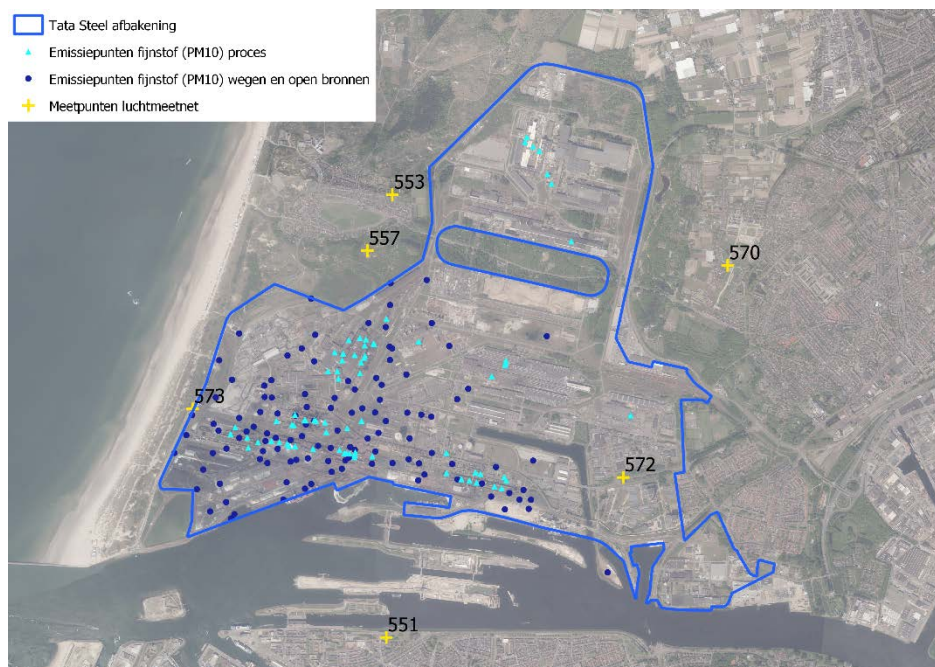 Tata Steel afbakening
Emissiepunten fijnstof (PM10) proces
Emissiepunten fijnstof (PM10) wegen en open bronnen
Meetpunten luchtmeetnet
553
557
570
573
572
551